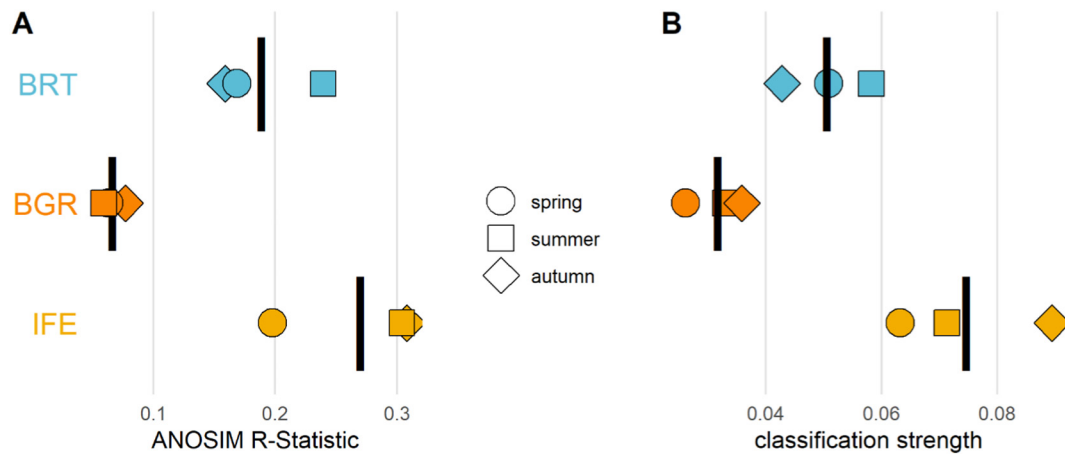 A
B
BRT
BGR
IFE
spring
summer
autumn
0.1 0.2 0.3
ANOSIM R-Statistic
0.04 0.06 0.08
classification strength